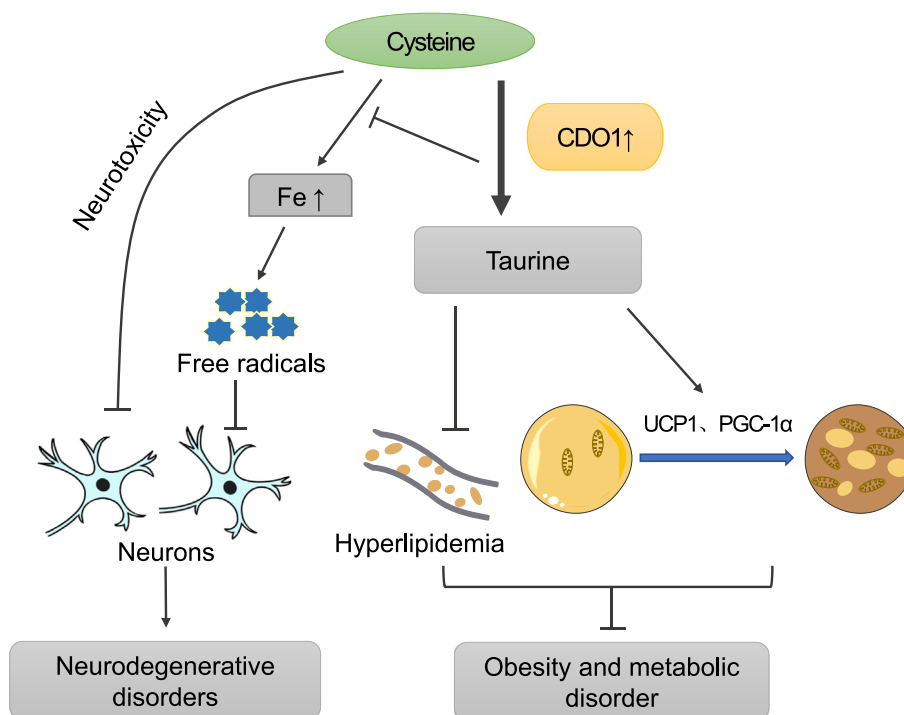 Cysteine
Neurotoxicity
CDO1↑
Fe ↑
Taurine
Free radicals
UCP1、PGC-1α
Neurons
Hyperlipidemia
Neurodegenerative
disorders
Obesity and metabolic
disorder